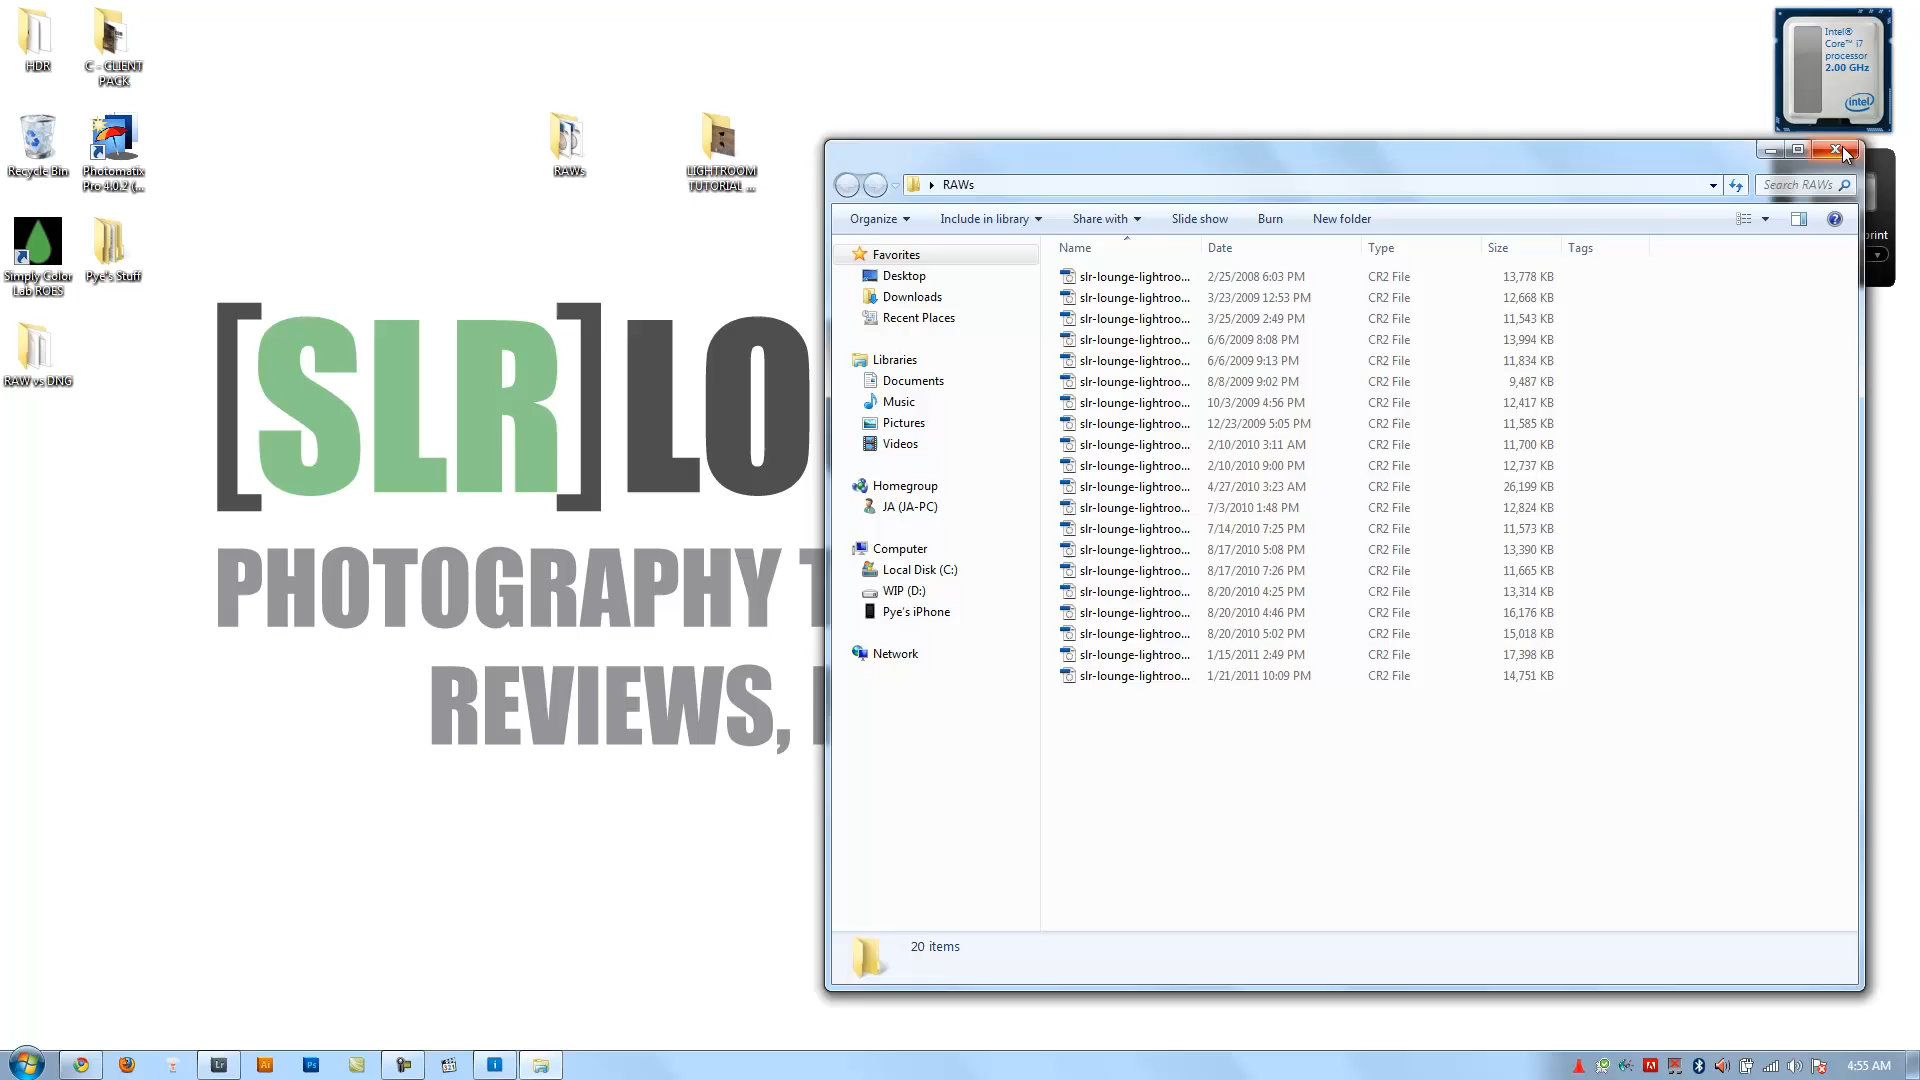 HDR
C - CLIENT
PACK
Recycle Bin
Photomatix
Pro 4.0.2 (...
Simply Color
Lab ROES
Pye's Stuff
RAW vs DNG
RAWs
LIGHTROOM
TUTORIAL ...
Intel®
Core™ i7
processor
2.00 GHz
intel
[SLR]LO
PHOTOGRAPHY T
REVIEWS,
RAWs
Search RAWs
Organize
Include in library
Share with
Slide show
Burn
New folder
print
Favorites
Desktop
Downloads
Recent Places
Libraries
Documents
Music
Pictures
Videos
Homegroup
JA (JA-PC)
Computer
Local Disk (C:)
WIP (D:)
Pye's iPhone
Network
Name Date Type Size Tags
slr-lounge-lightroo... 2/25/2008 6:03 PM CR2 File 13,778 KB
slr-lounge-lightroo... 3/23/2009 12:53 PM CR2 File 12,668 KB
slr-lounge-lightroo... 3/25/2009 2:49 PM CR2 File 11,543 KB
slr-lounge-lightroo... 6/6/2009 8:08 PM CR2 File 13,994 KB
slr-lounge-lightroo... 6/6/2009 9:13 PM CR2 File 11,834 KB
slr-lounge-lightroo... 8/8/2009 9:02 PM CR2 File 9,487 KB
slr-lounge-lightroo... 10/3/2009 4:56 PM CR2 File 12,417 KB
slr-lounge-lightroo... 12/23/2009 5:05 PM CR2 File 11,585 KB
slr-lounge-lightroo... 2/10/2010 3:11 AM CR2 File 11,700 KB
slr-lounge-lightroo... 2/10/2010 9:00 PM CR2 File 12,737 KB
slr-lounge-lightroo... 4/27/2010 3:23 AM CR2 File 26,199 KB
slr-lounge-lightroo... 7/3/2010 1:48 PM CR2 File 12,824 KB
slr-lounge-lightroo... 7/14/2010 7:25 PM CR2 File 11,573 KB
slr-lounge-lightroo... 8/17/2010 5:08 PM CR2 File 13,390 KB
slr-lounge-lightroo... 8/17/2010 7:26 PM CR2 File 11,665 KB
slr-lounge-lightroo... 8/20/2010 4:25 PM CR2 File 13,314 KB
slr-lounge-lightroo... 8/20/2010 4:46 PM CR2 File 16,176 KB
slr-lounge-lightroo... 8/20/2010 5:02 PM CR2 File 15,018 KB
slr-lounge-lightroo... 1/15/2011 2:49 PM CR2 File 17,398 KB
slr-lounge-lightroo... 1/21/2011 10:09 PM CR2 File 14,751 KB
20 items
Lr
Ai
Ps
4:55 AM